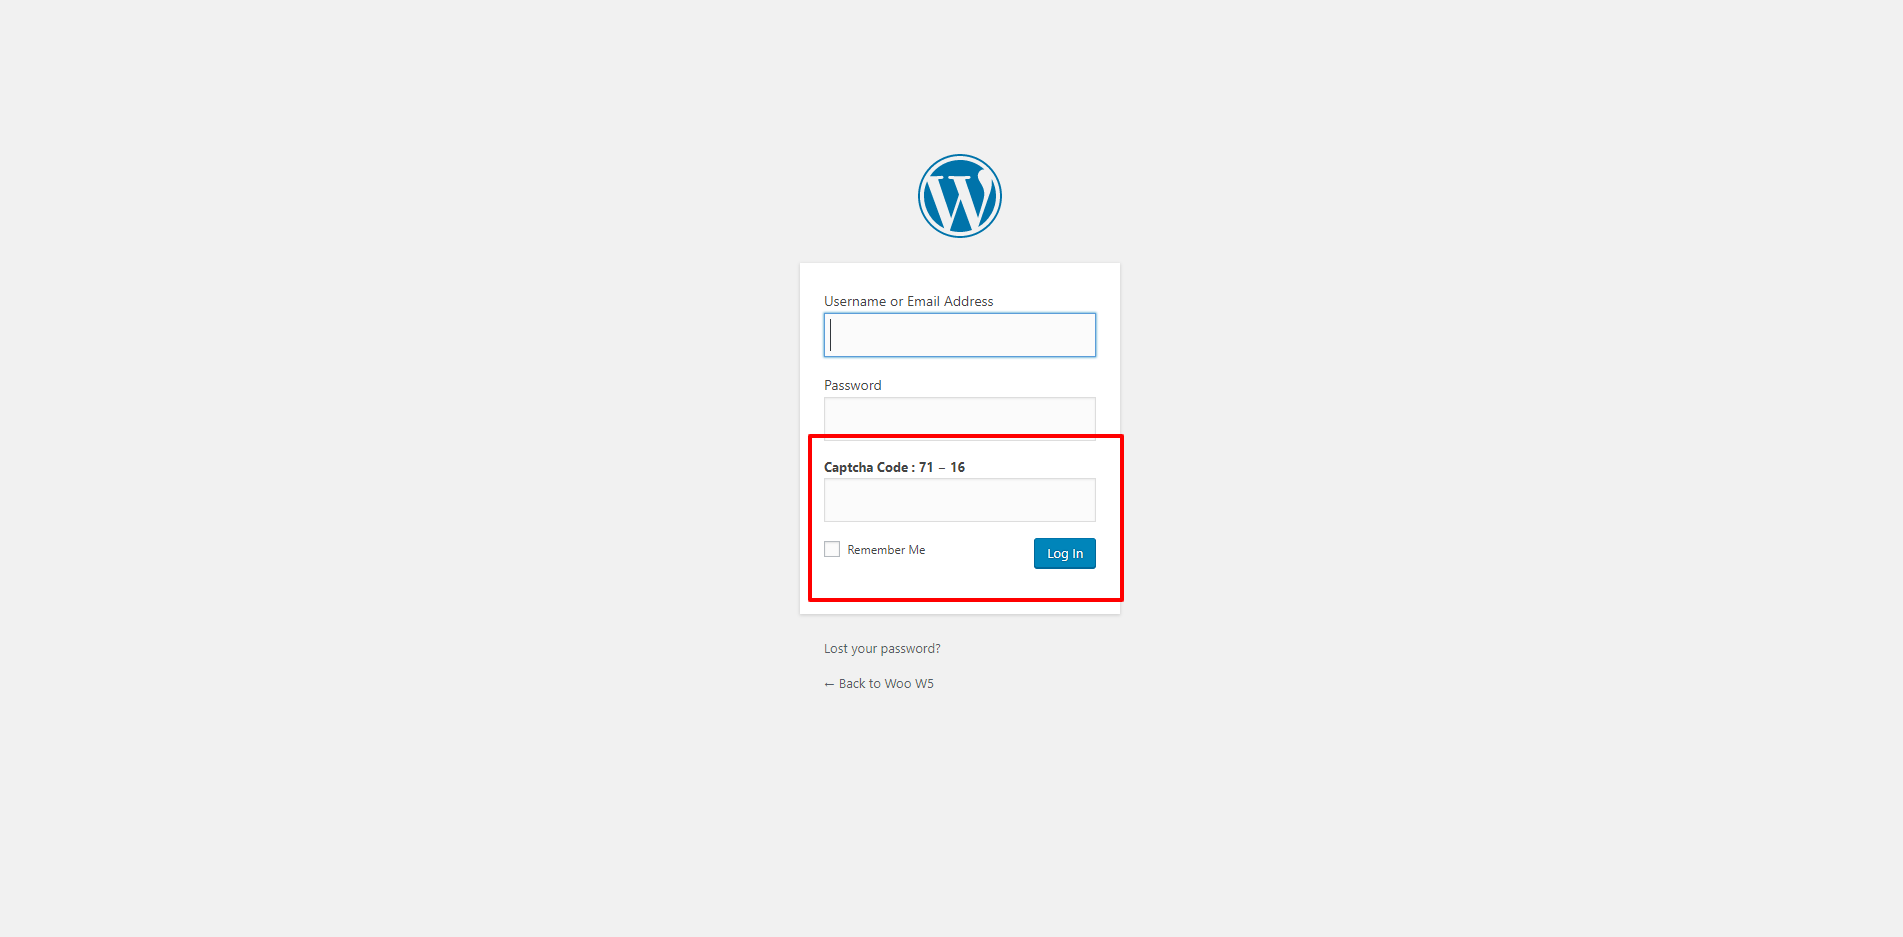 Username or Email Address
Password
Captcha Code : 71 − 16
Remember Me
Log In
Lost your password?
← Back to Woo W5